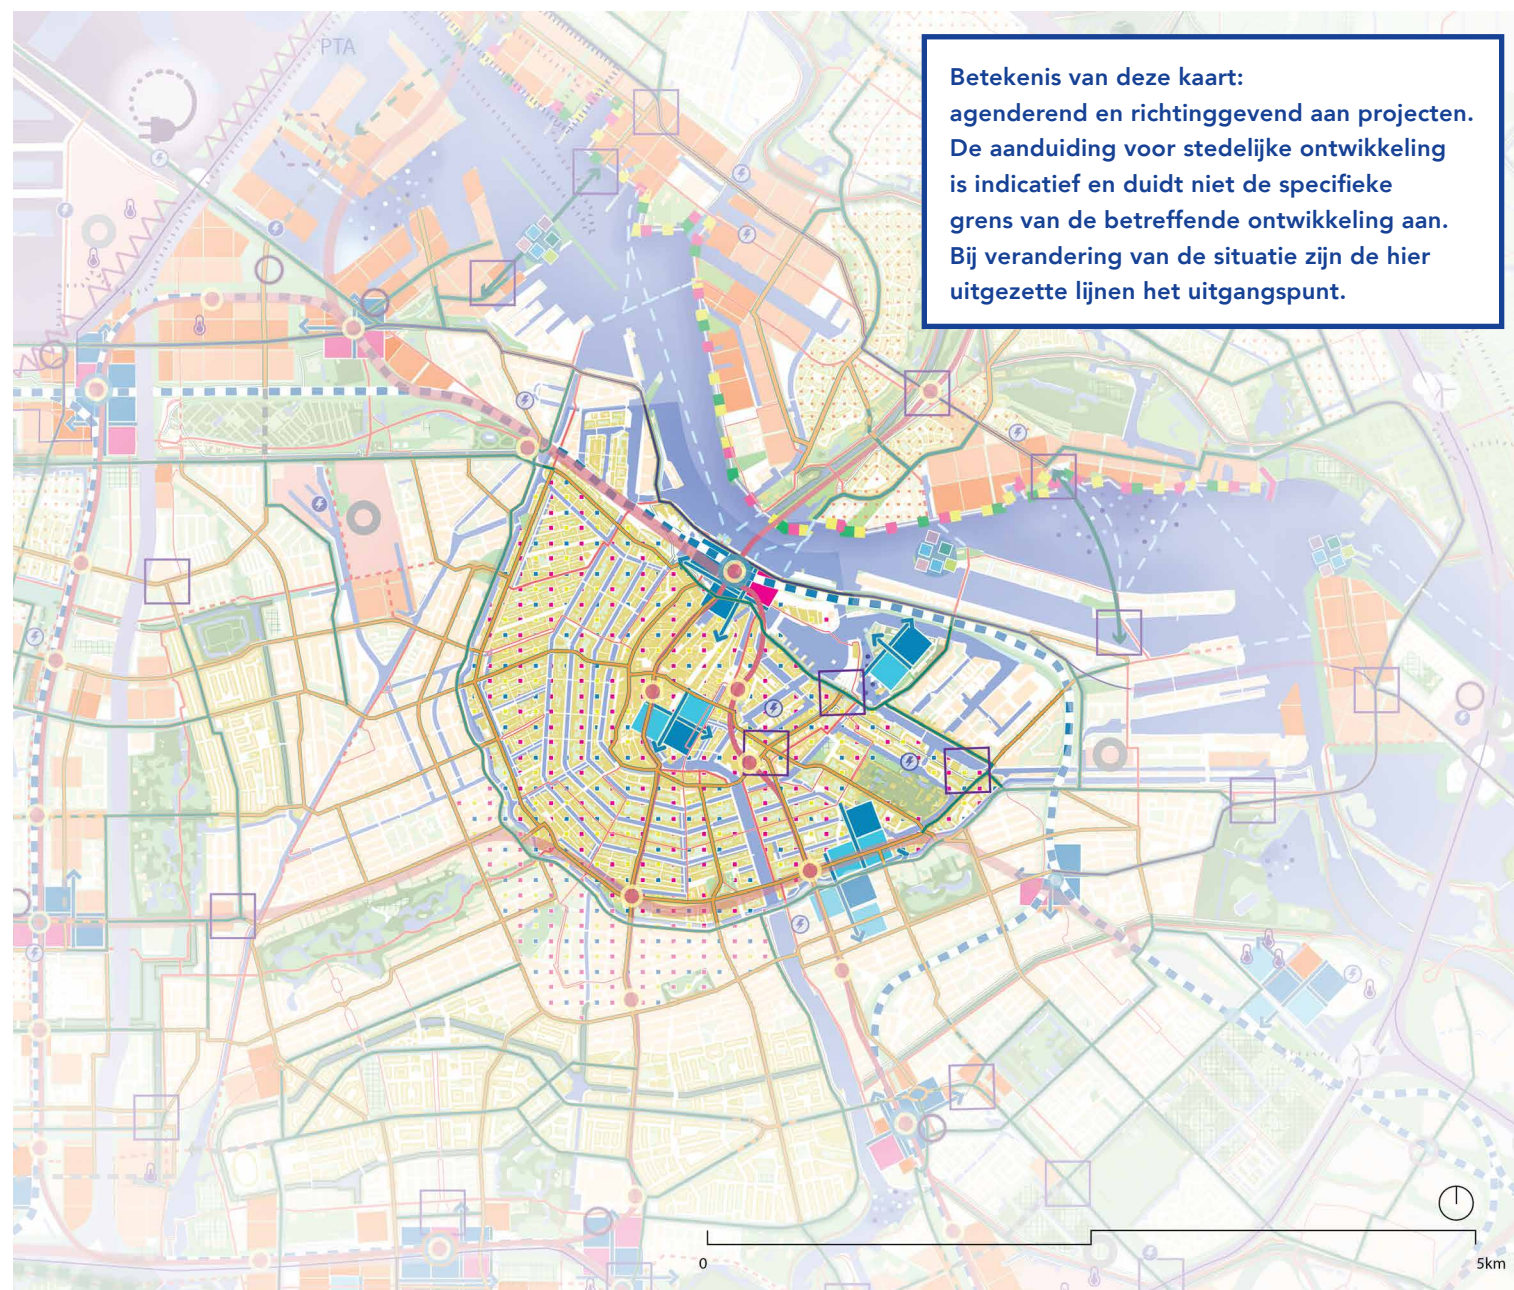 PTA
Betekenis van deze kaart:
agenderend en richtinggevend aan projecten.
De aanduiding voor stedelijke ontwikkeling
is indicatief en duidt niet de specifieke
grens van de betreffende ontwikkeling aan.
Bij verandering van de situatie zijn de hier
uitgezette lijnen het uitgangspunt.
0
5km